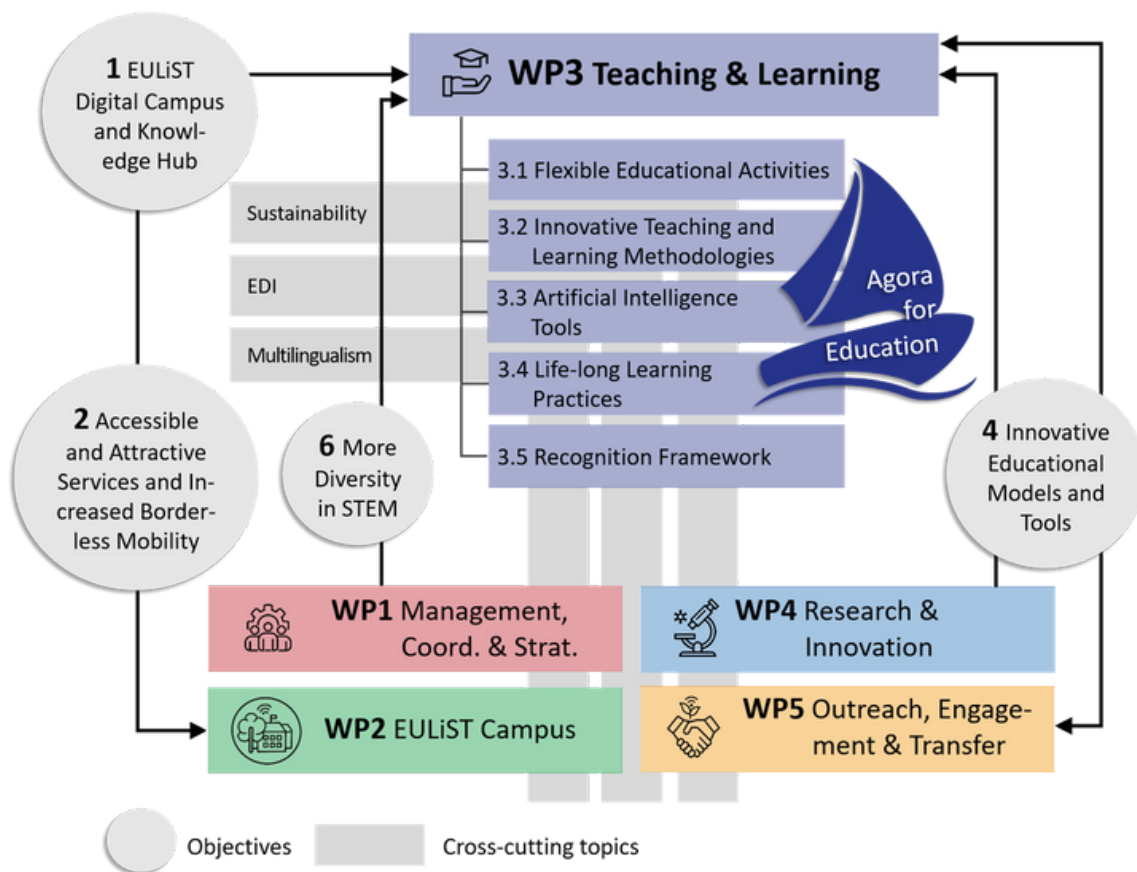 1 EULiST
Digital Campus
and Knowl-
edge Hub
WP3 Teaching & Learning
3.1 Flexible Educational Activities
3.2 Innovative Teaching and
Learning Methodologies
3.3 Artificial Intelligence
Tools
3.4 Life-long Learning
Practices
3.5 Recognition Framework
Sustainability
EDI
Multilingualism
Agora
for
Education
2 Accessible
and Attractive
Services and In-
creased Border-
less Mobility
6 More
Diversity
in STEM
4 Innovative
Educational
Models and
Tools
WP1 Management,
Coord. & Strat.
WP4 Research &
Innovation
WP2 EULiST Campus
WP5 Outreach, Engage-
ment & Transfer
Objectives
Cross-cutting topics